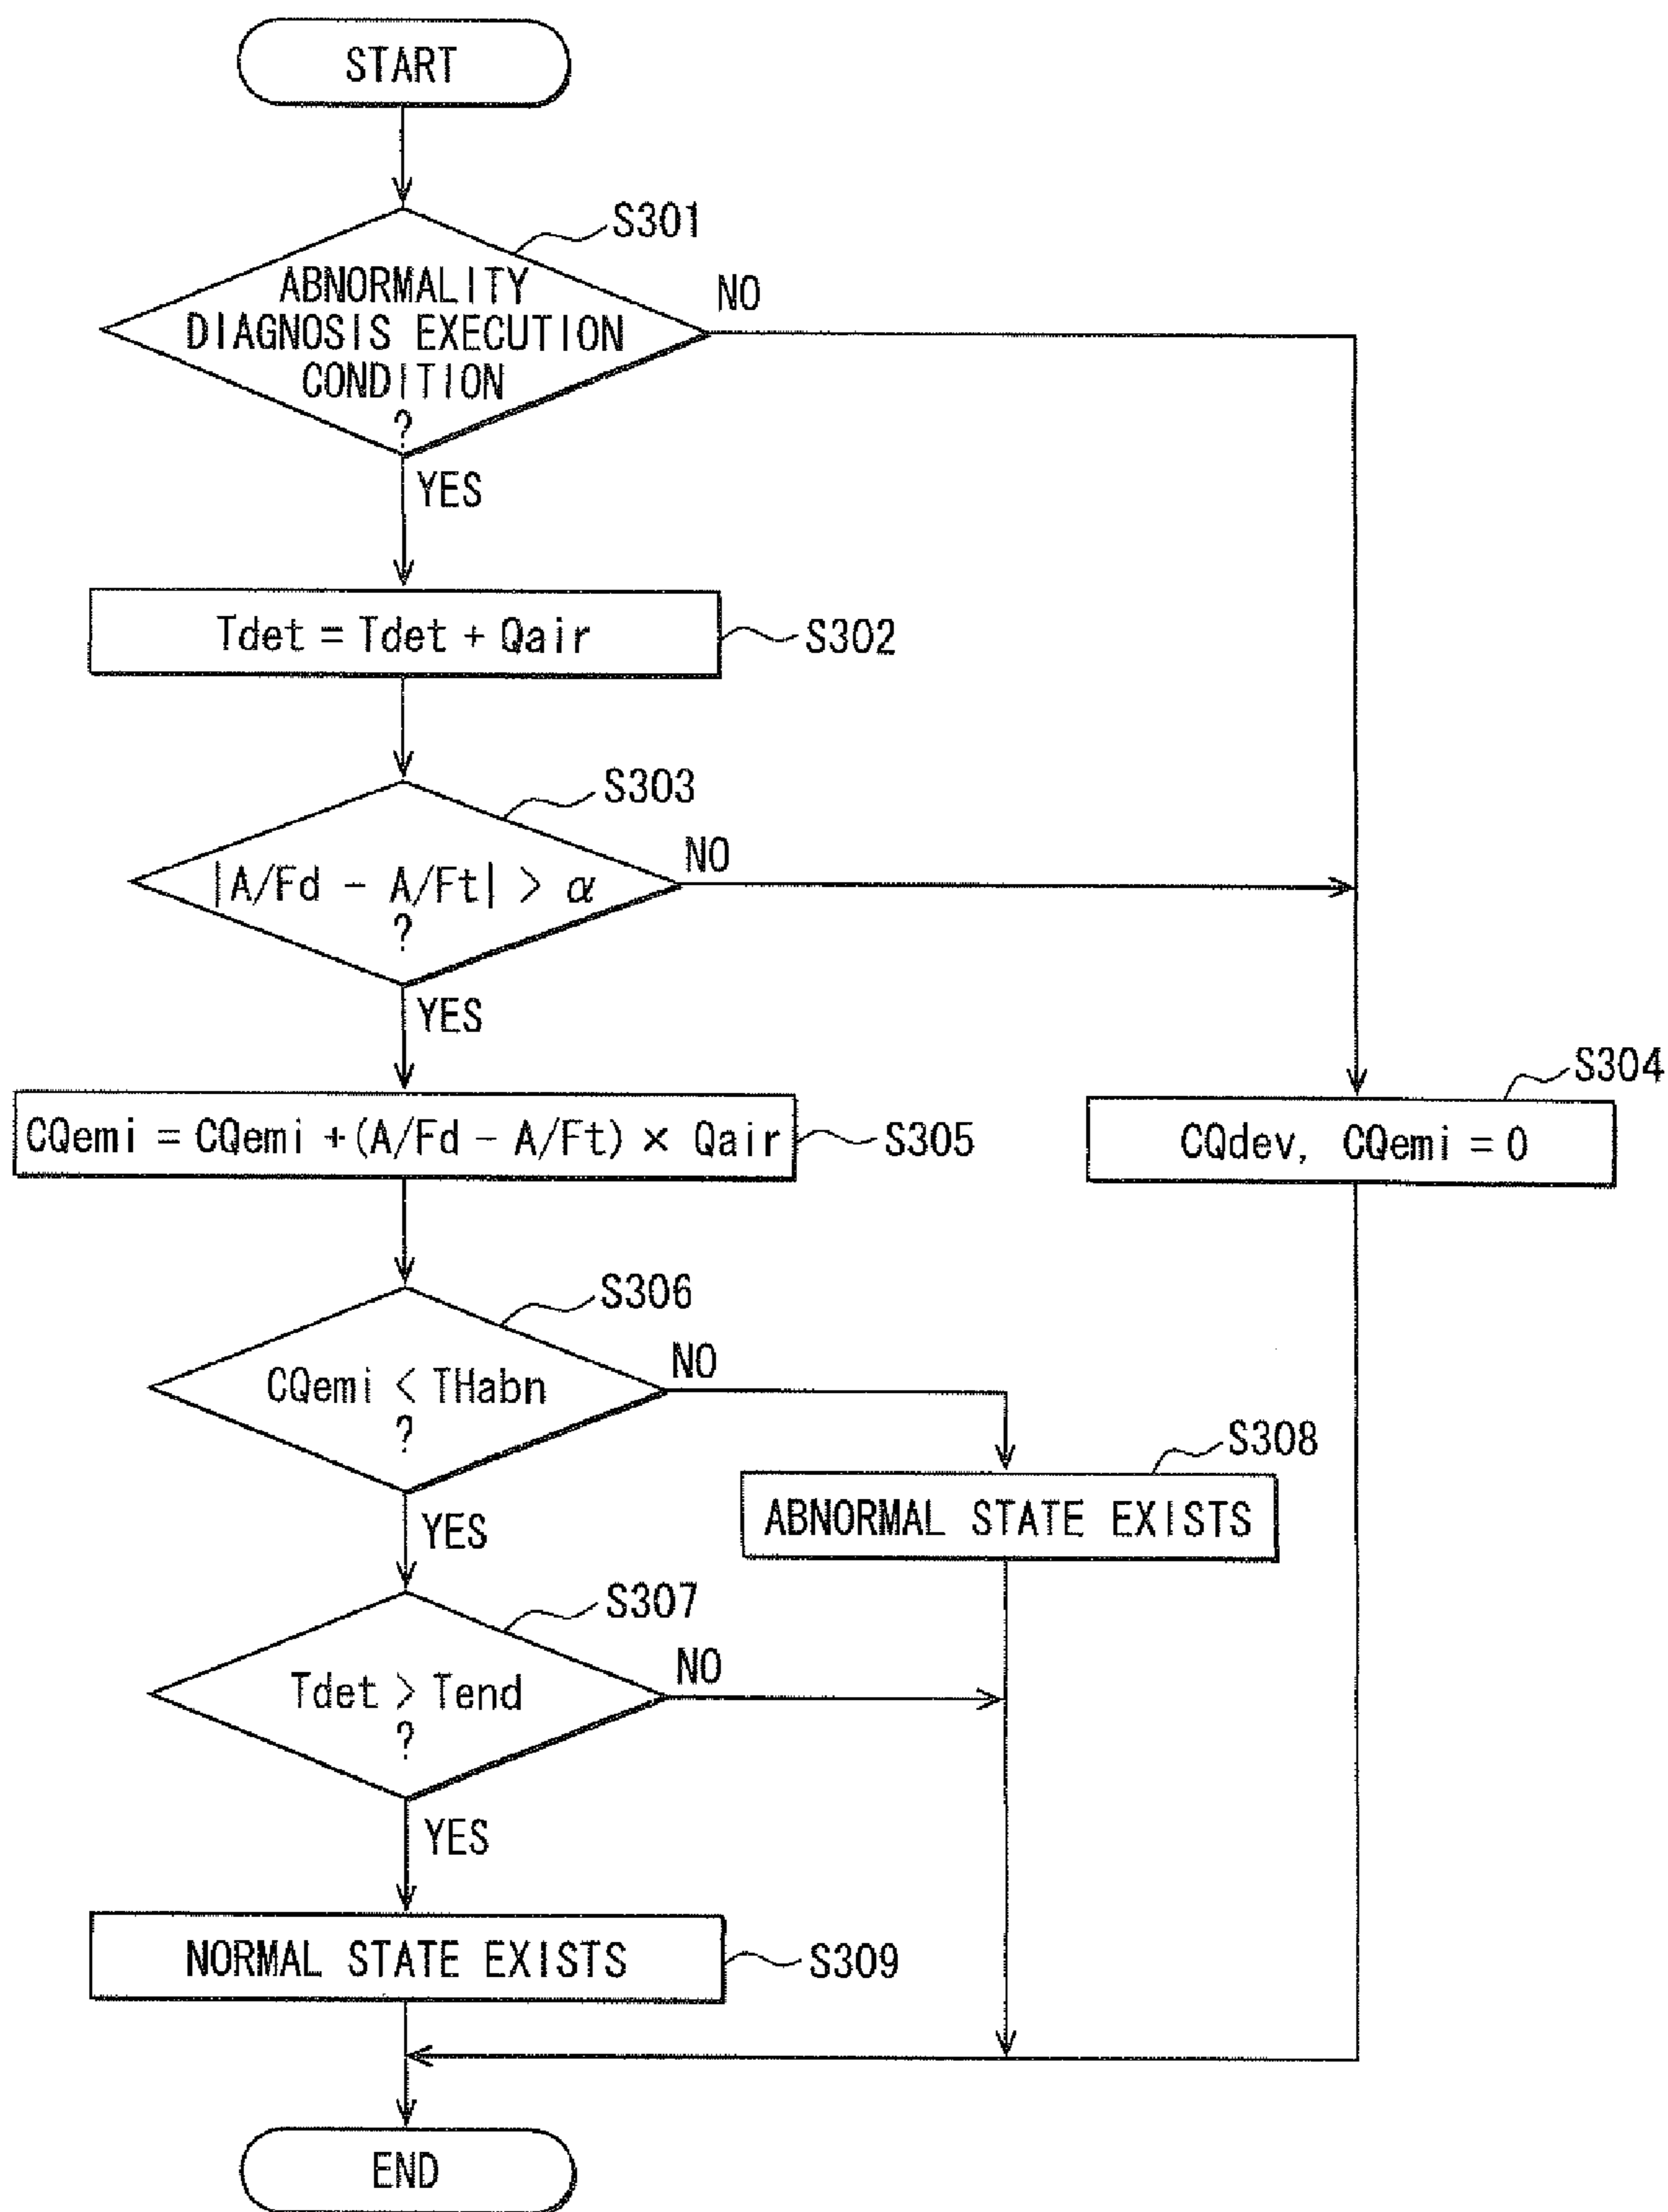 START
S301
ABNORMALITY
DIAGNOSIS EXECUTION
CONDITION
?
NO
YES
Tdet = Tdet + Qair
S302
S303
|A/Fd - A/Ft| > α
?
NO
YES
CQemi = CQemi + (A/Fd - A/Ft) × Qair
S305
S304
CQdev, CQemi = 0
S306
CQemi < THabn
?
NO
YES
S308
ABNORMAL STATE EXISTS
S307
Tdet > Tend
?
NO
YES
NORMAL STATE EXISTS
S309
END